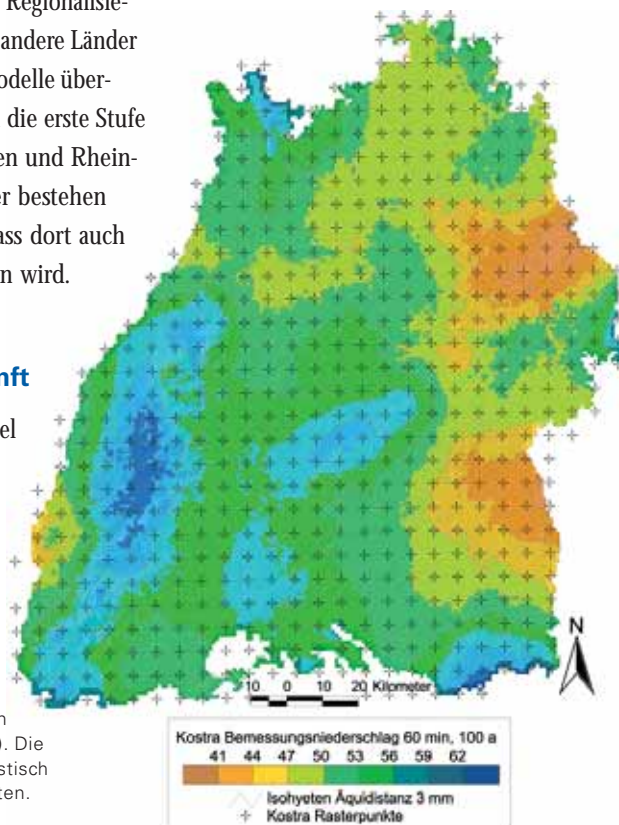 Regionalisie-
andere Länder
odelle über-
die erste Stufe
en und Rhein-
er bestehen
ass dort auch
n wird.
nft
el
n
). Die
stisch
ten.
N
10 0 10 20 Kilometer
Kostra Bemessungsniederschlag 60 min, 100 a
41 44 47 50 53 56 59 62
Isohyeten Äquidistanz 3 mm
Kostra Rasterpunkte